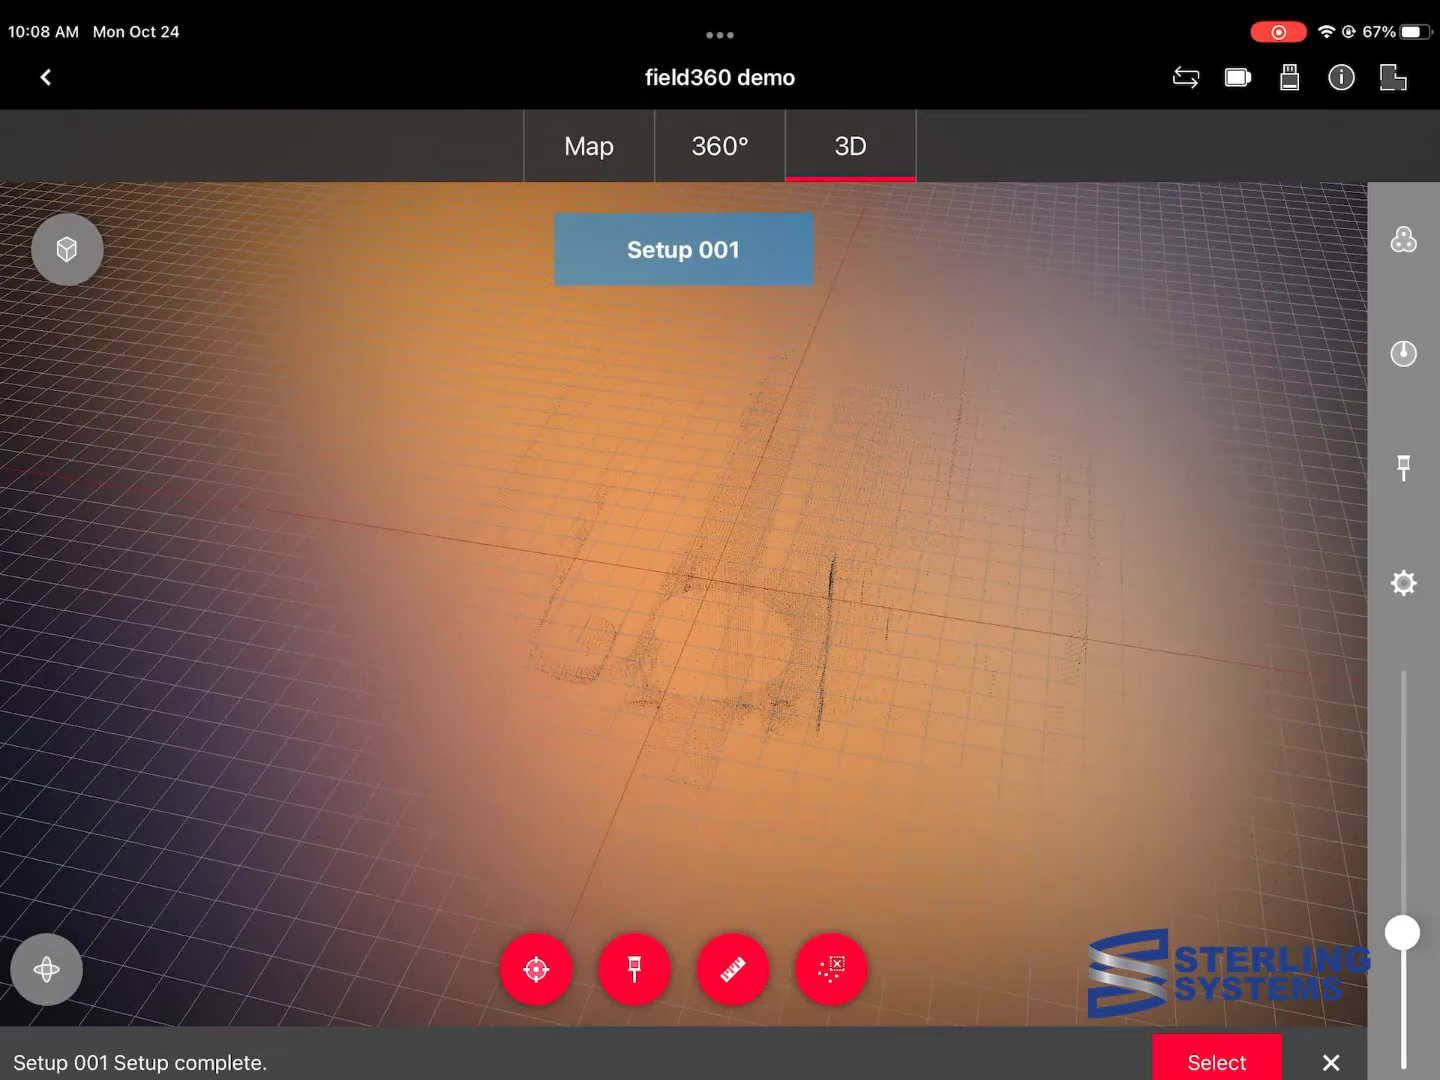 10:08 AM Mon Oct 24
67%
field360 demo
Map
360°
3D
Setup 001
STERLING
SYSTEMS
Setup 001 Setup complete.
Select